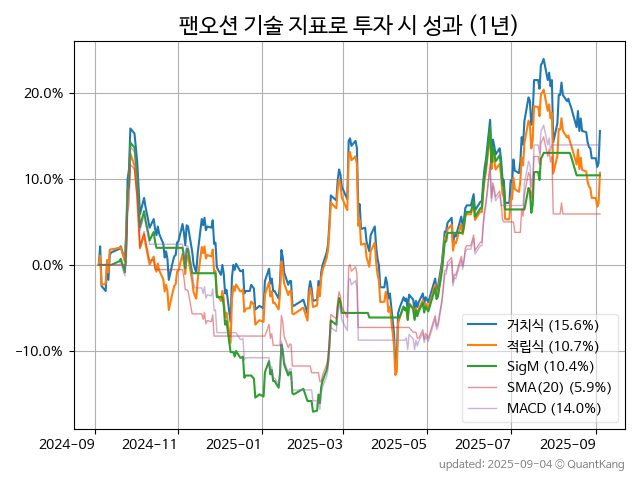 팬오션 기술 지표로 투자 시 성과 (1년)
20.0%
10.0%
0.0%
−10.0%
2024-09
2024-11
2025-01
2025-03
2025-05
2025-07
2025-09
거치식 (15.6%)
적립식 (10.7%)
SigM (10.4%)
SMA(20) (5.9%)
MACD (14.0%)
updated: 2025-09-04 ⓒ QuantKang